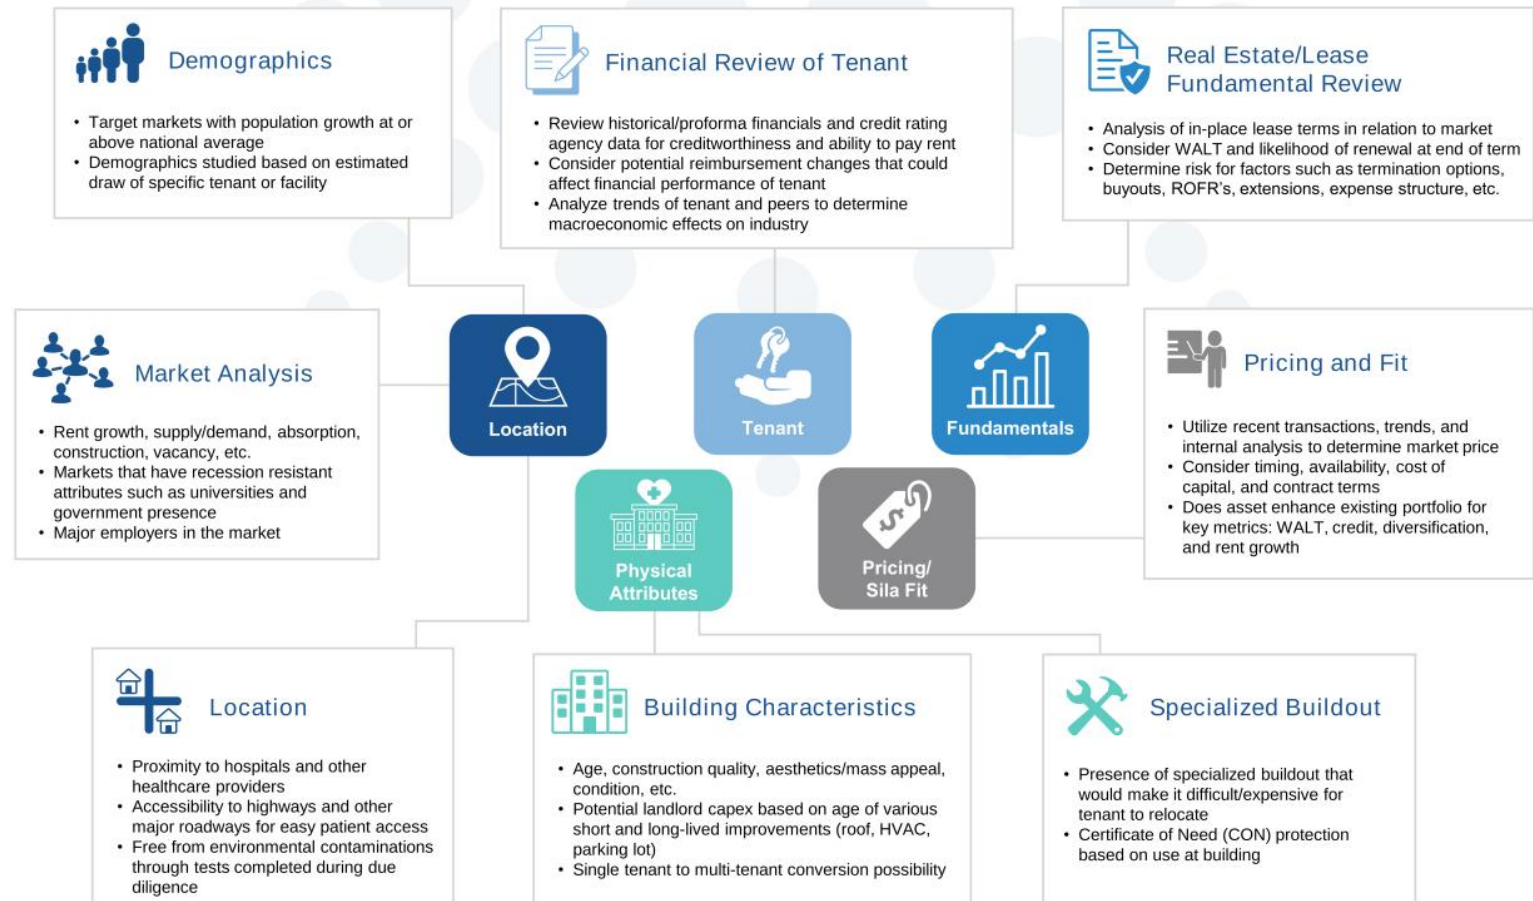 Demographics
• Target markets with population growth at or
above national average
• Demographics studied based on estimated
draw of specific tenant or facility
Financial Review of Tenant
• Review historical/proforma financials and credit rating
agency data for creditworthiness and ability to pay rent
• Consider potential reimbursement changes that could
affect financial performance of tenant
• Analyze trends of tenant and peers to determine
macroeconomic effects on industry
Real Estate/Lease
Fundamental Review
• Analysis of in-place lease terms in relation to market
• Consider WALT and likelihood of renewal at end of term
• Determine risk for factors such as termination options,
buyouts, ROFR's, extensions, expense structure, etc.
Market Analysis
• Rent growth, supply/demand, absorption,
construction, vacancy, etc.
• Markets that have recession resistant
attributes such as universities and
government presence
• Major employers in the market
Location
Tenant
Fundamentals
Physical
Attributes
$
Pricing/
Sila Fit
Pricing and Fit
• Utilize recent transactions, trends, and
internal analysis to determine market price
• Consider timing, availability, cost of
capital, and contract terms
• Does asset enhance existing portfolio for
key metrics: WALT, credit, diversification,
and rent growth
Location
• Proximity to hospitals and other
healthcare providers
• Accessibility to highways and other
major roadways for easy patient access
• Free from environmental contaminations
through tests completed during due
diligence
Building Characteristics
• Age, construction quality, aesthetics/mass appeal,
condition, etc.
• Potential landlord capex based on age of various
short and long-lived improvements (roof, HVAC,
parking lot)
• Single tenant to multi-tenant conversion possibility
Specialized Buildout
• Presence of specialized buildout that
would make it difficult/expensive for
tenant to relocate
• Certificate of Need (CON) protection
based on use at building